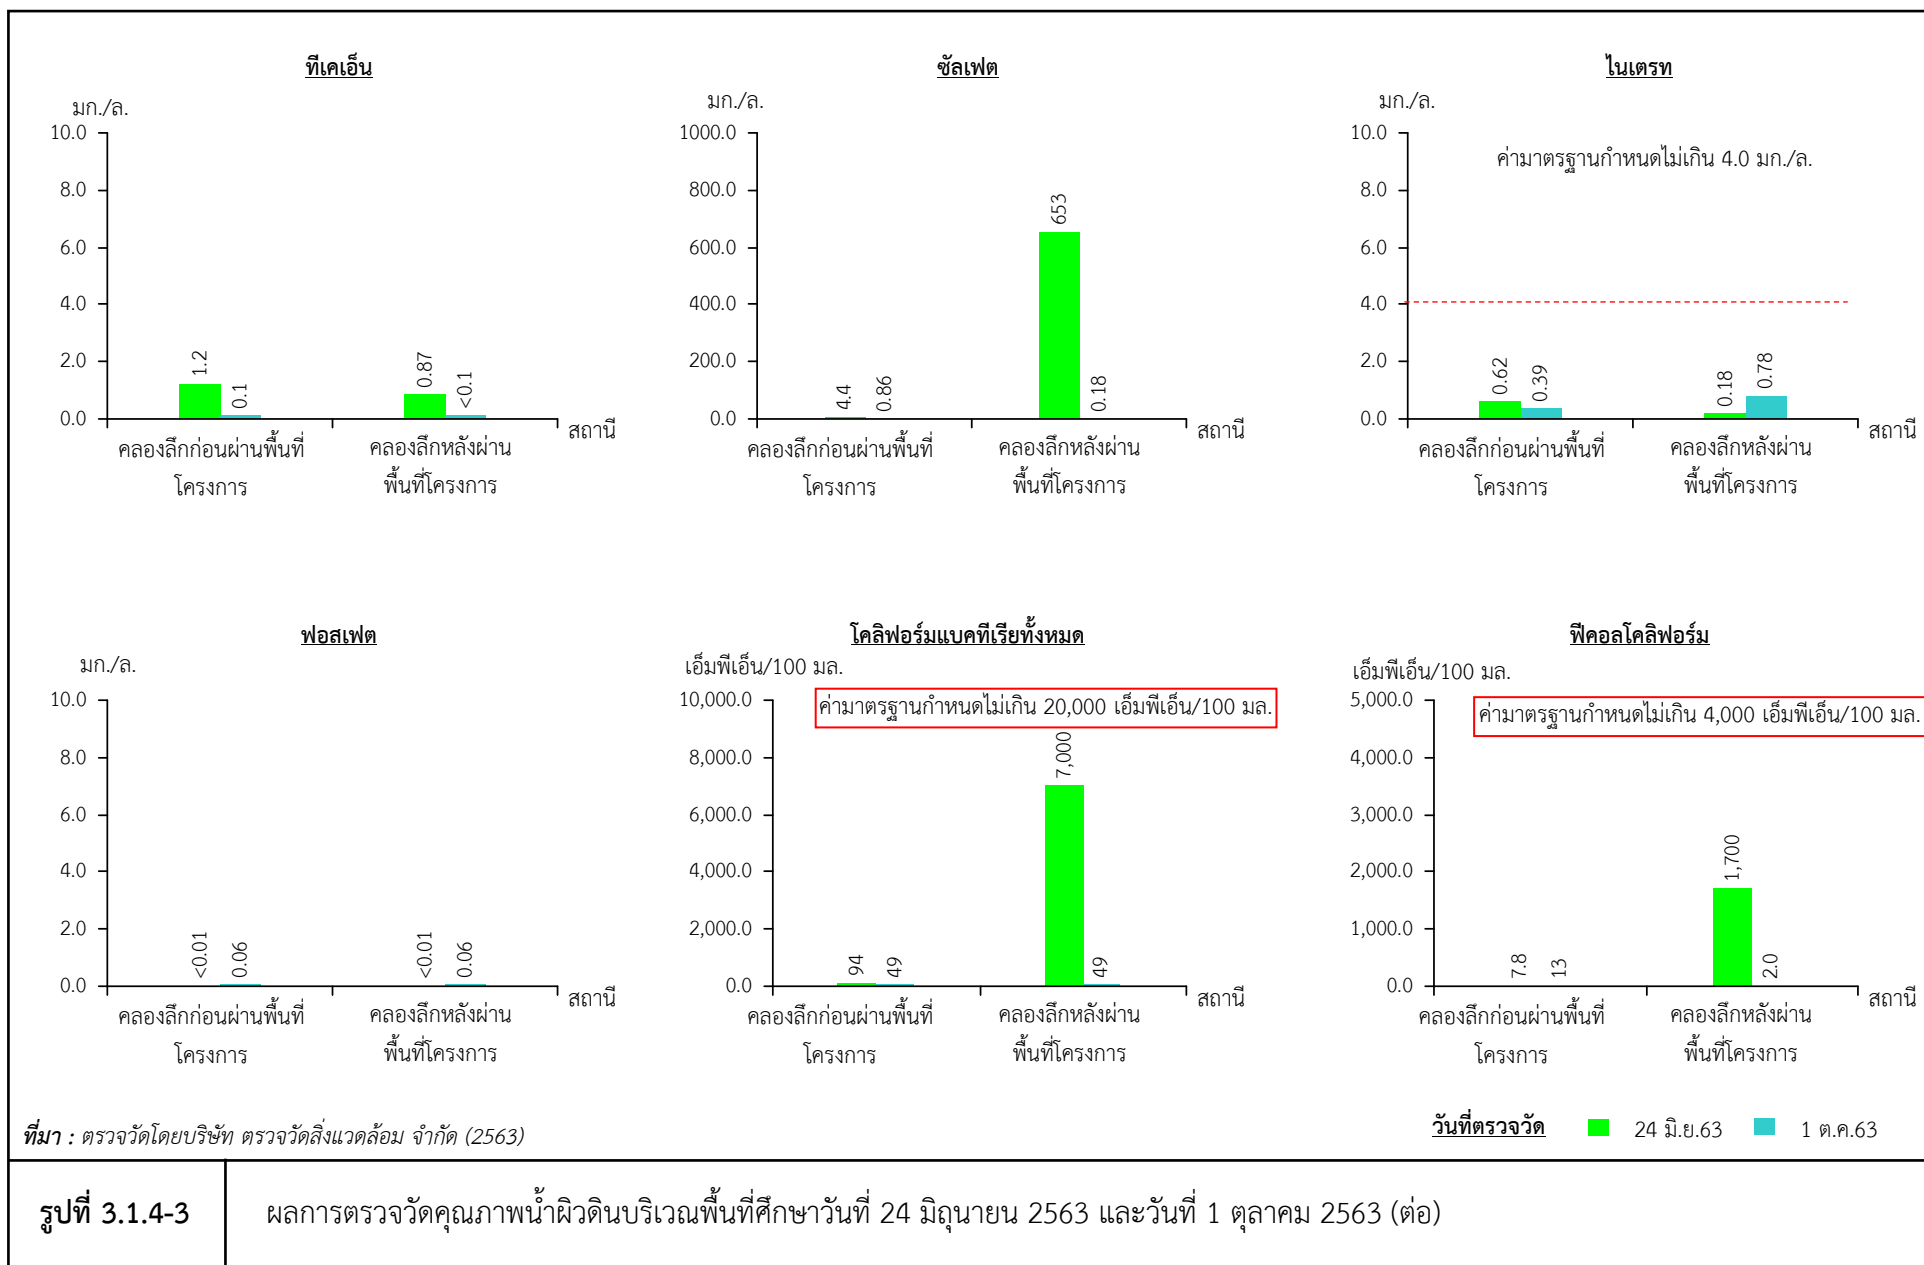 ทีเคเอ็น
มก./ล.
10.0
8.0
6.0
4.0
2.0
0.0
1.2
0.1
0.87
<0.1
สถานี
คลองลึกก่อนผ่านพื้นที่
โครงการ
คลองลึกหลังผ่าน
พื้นที่โครงการ
ซัลเฟต
มก./ล.
1000.0
800.0
600.0
400.0
200.0
0.0
4.4
0.86
653
0.18
สถานี
คลองลึกก่อนผ่านพื้นที่
โครงการ
คลองลึกหลังผ่าน
พื้นที่โครงการ
ไนเตรท
มก./ล.
ค่ามาตรฐานกำหนดไม่เกิน 4.0 มก./ล.
10.0
8.0
6.0
4.0
2.0
0.0
0.62
0.39
0.18
0.78
สถานี
คลองลึกก่อนผ่านพื้นที่
โครงการ
คลองลึกหลังผ่าน
พื้นที่โครงการ
ฟอสเฟต
มก./ล.
10.0
8.0
6.0
4.0
2.0
0.0
<0.01
0.06
<0.01
0.06
สถานี
คลองลึกก่อนผ่านพื้นที่
โครงการ
คลองลึกหลังผ่าน
พื้นที่โครงการ
โคลิฟอร์มแบคทีเรียทั้งหมด
เอ็มพีเอ็น/100 มล.
ค่ามาตรฐานกำหนดไม่เกิน 20,000 เอ็มพีเอ็น/100 มล.
10,000.0
8,000.0
6,000.0
4,000.0
2,000.0
0.0
94
49
7,000
49
สถานี
คลองลึกก่อนผ่านพื้นที่
โครงการ
คลองลึกหลังผ่าน
พื้นที่โครงการ
ฟีคอลโคลิฟอร์ม
เอ็มพีเอ็น/100 มล.
ค่ามาตรฐานกำหนดไม่เกิน 4,000 เอ็มพีเอ็น/100 มล.
5,000.0
4,000.0
3,000.0
2,000.0
1,000.0
0.0
7.8
13
1,700
2.0
สถานี
คลองลึกก่อนผ่านพื้นที่
โครงการ
คลองลึกหลังผ่าน
พื้นที่โครงการ
ที่มา : ตรวจวัดโดยบริษัท ตรวจวัดสิ่งแวดล้อม จำกัด (2563)
วันที่ตรวจวัด 24 มิ.ย.63 1 ต.ค.63
รูปที่ 3.1.4-3 ผลการตรวจวัดคุณภาพน้ำผิวดินบริเวณพื้นที่ศึกษาวันที่ 24 มิถุนายน 2563 และวันที่ 1 ตุลาคม 2563 (ต่อ)